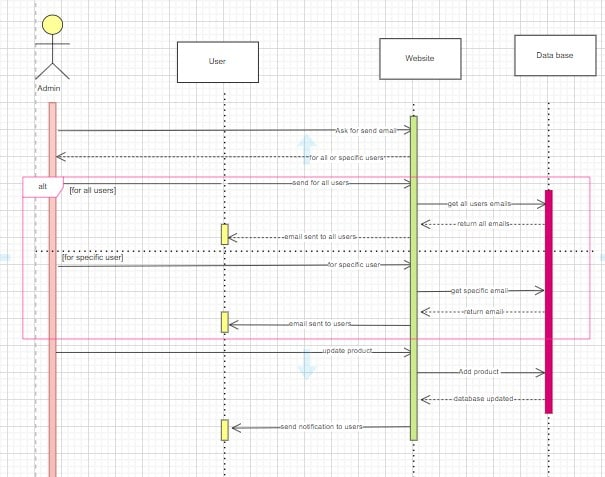 User
Website
Data base
Admin
Ask for send email
for all or specific users
alt
[for all users]
send for all users
get all users emails
return all emails
email sent to all users
[for specific user]
for specific user
get specific email
return email
email sent to users
update product
Add product
database updated
send notification to users